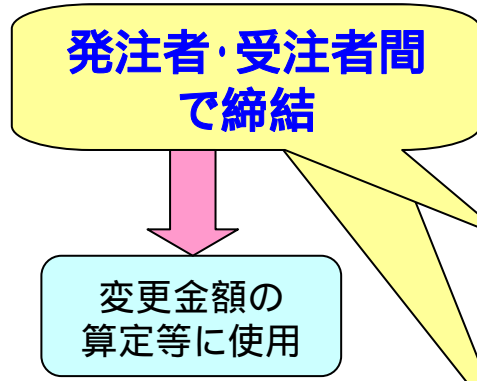 発注者・受注者間
で締結
変更金額の
算定等に使用